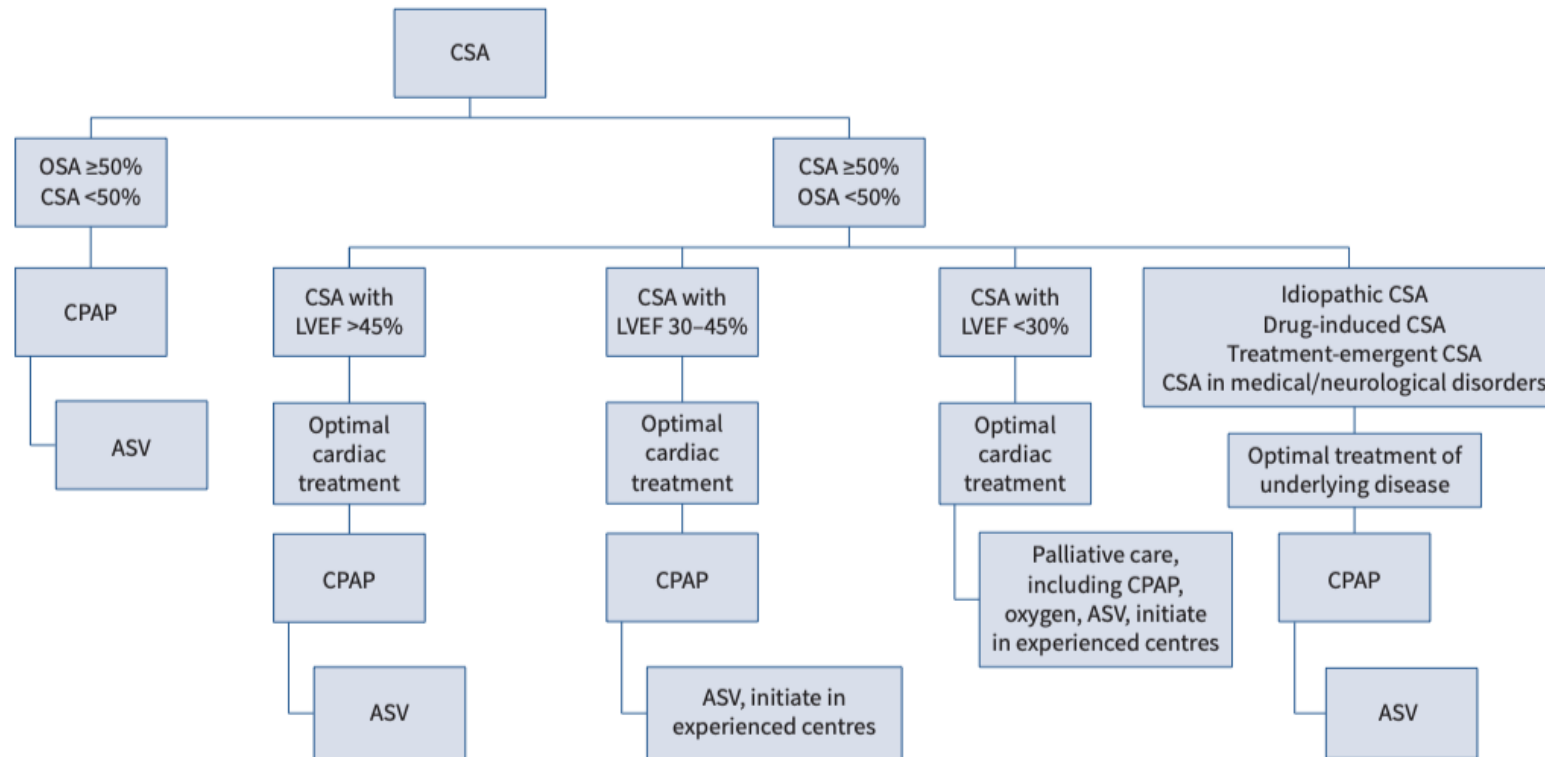 CSA
OSA ≥50%
CSA <50%
CSA ≥50%
OSA <50%
CPAP
CSA with
LVEF >45%
CSA with
LVEF 30–45%
CSA with
LVEF <30%
Idiopathic CSA
Drug-induced CSA
Treatment-emergent CSA
CSA in medical/neurological disorders
ASV
Optimal
cardiac
treatment
Optimal
cardiac
treatment
Optimal
cardiac
treatment
Optimal treatment of
underlying disease
CPAP
CPAP
Palliative care,
including CPAP,
oxygen, ASV, initiate
in experienced centres
CPAP
ASV
ASV, initiate in
experienced centres
ASV